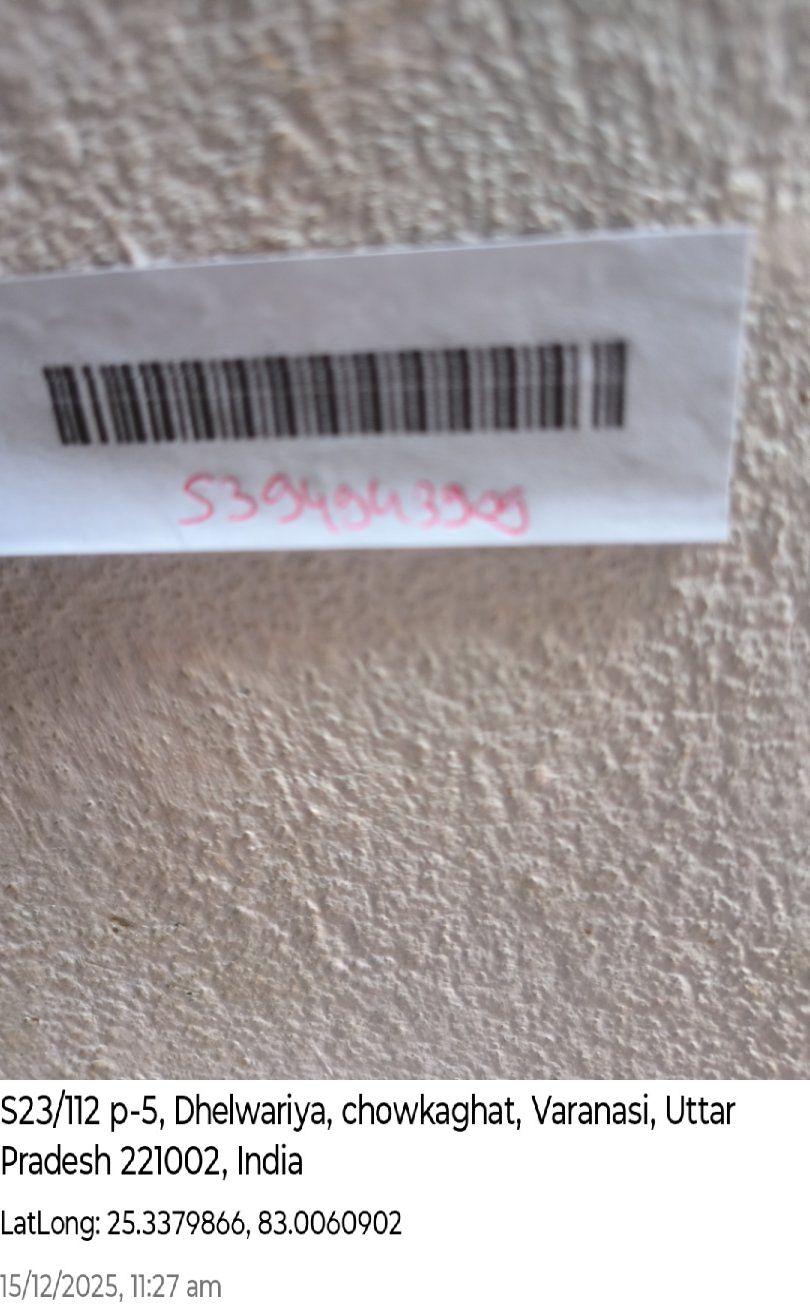 5394943909
S23/112 p-5, Dhelwariya, chowkaghat, Varanasi, Uttar
Pradesh 221002, India
LatLong: 25.3379866, 83.0060902
15/12/2025, 11:27 am